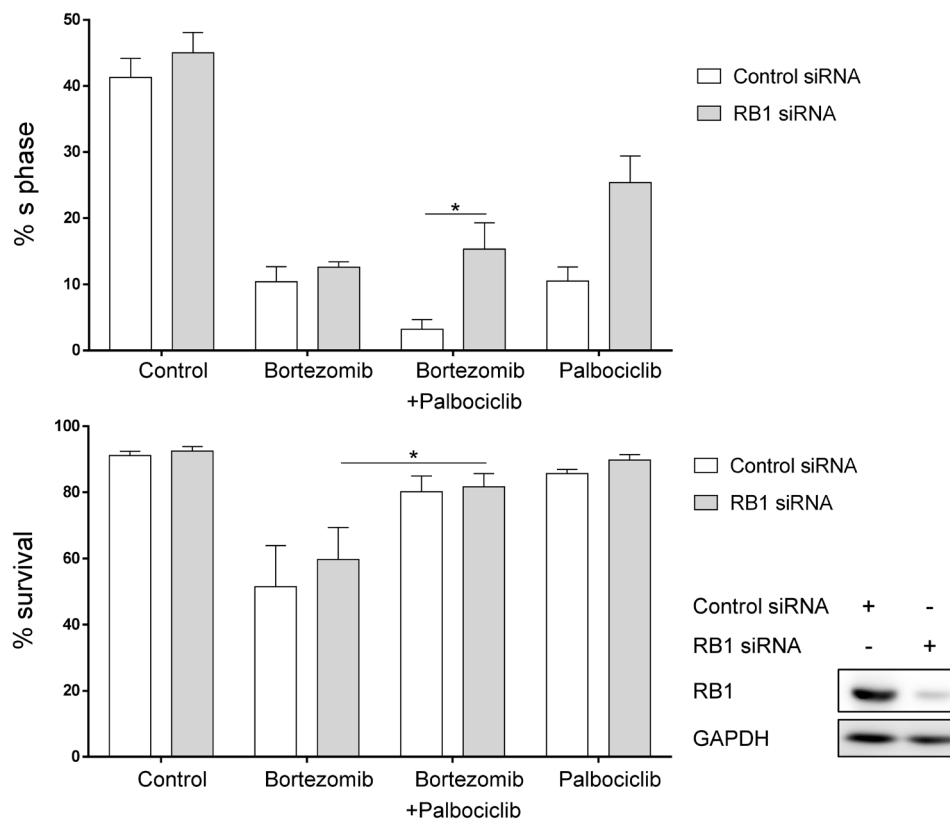 50
40
30
20
10
0
% s phase
Control siRNA
RB1 siRNA
*
Control
Bortezomib
Bortezomib
+Palbociclib
Palbociclib
100
80
60
40
20
0
% survival
Control siRNA
RB1 siRNA
*
Control
Bortezomib
Bortezomib
+Palbociclib
Palbociclib
Control siRNA + -
RB1 siRNA - +
RB1
GAPDH